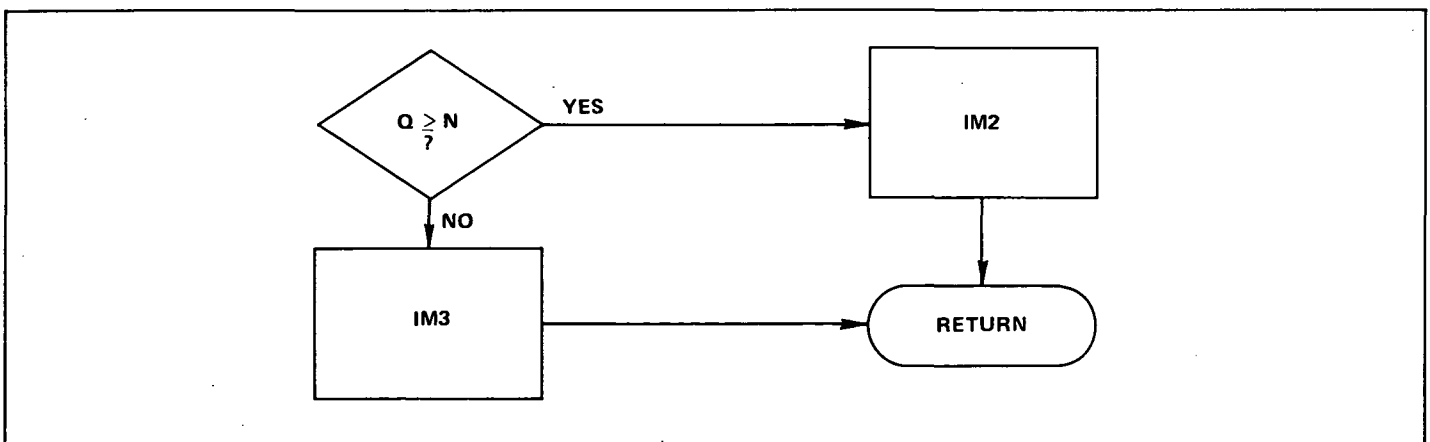 Q ≥ N
?
YES
IM2
NO
IM3
RETURN